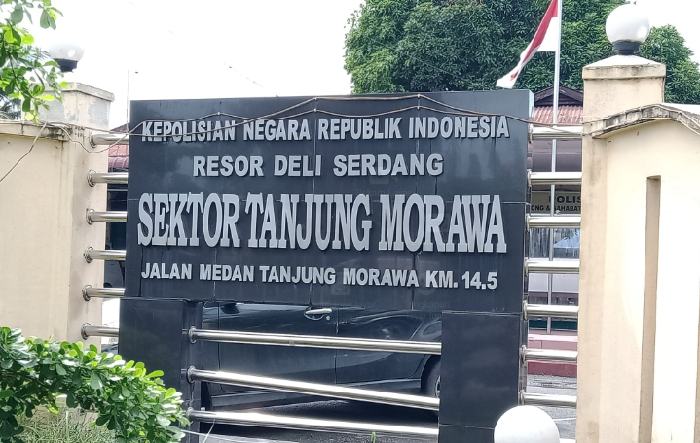 KEPOLISIAN NEGARA REPUBLIK INDONESIA
RESOR DELI SERDANG
SEKTOR TANJUNG MORAWA
JALAN MEDAN TANJUNG MORAWA KM. 14.5